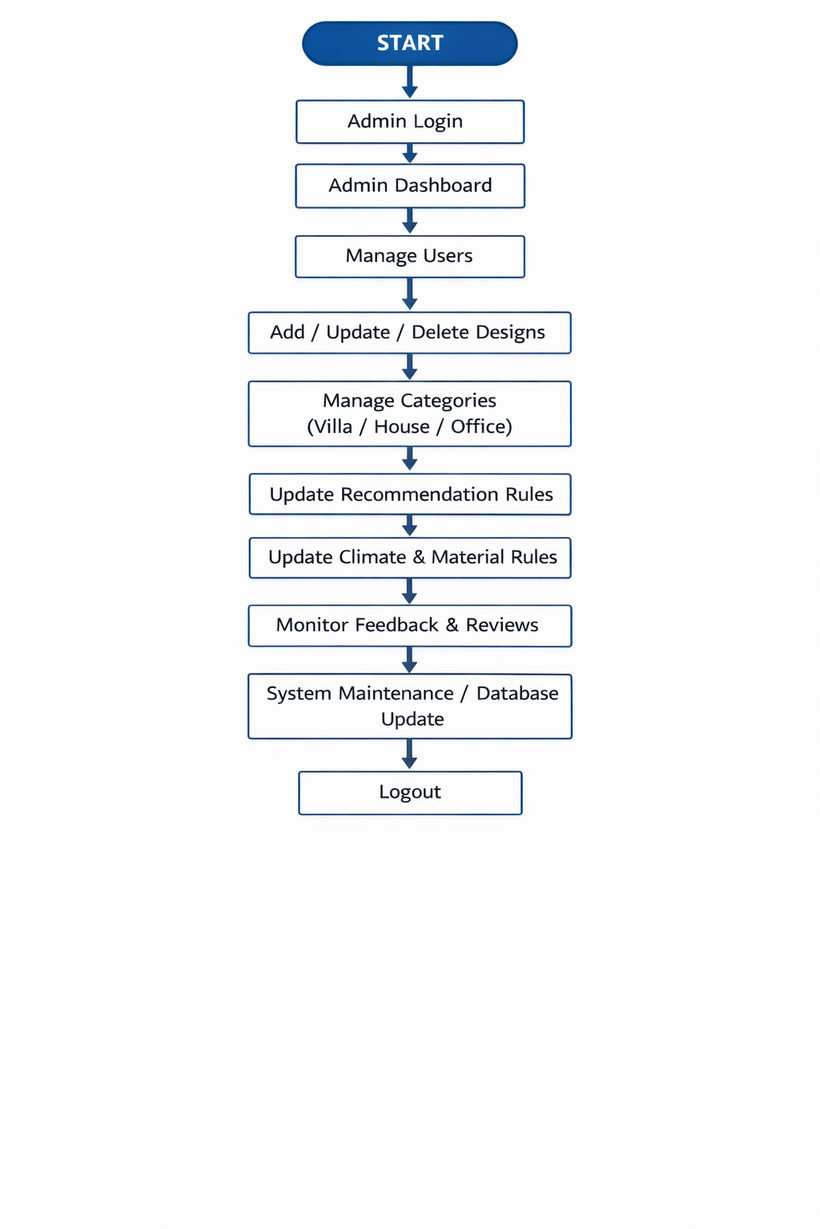 START
Admin Login
Admin Dashboard
Manage Users
Add / Update / Delete Designs
Manage Categories
(Villa / House / Office)
Update Recommendation Rules
Update Climate & Material Rules
Monitor Feedback & Reviews
System Maintenance / Database
Update
Logout